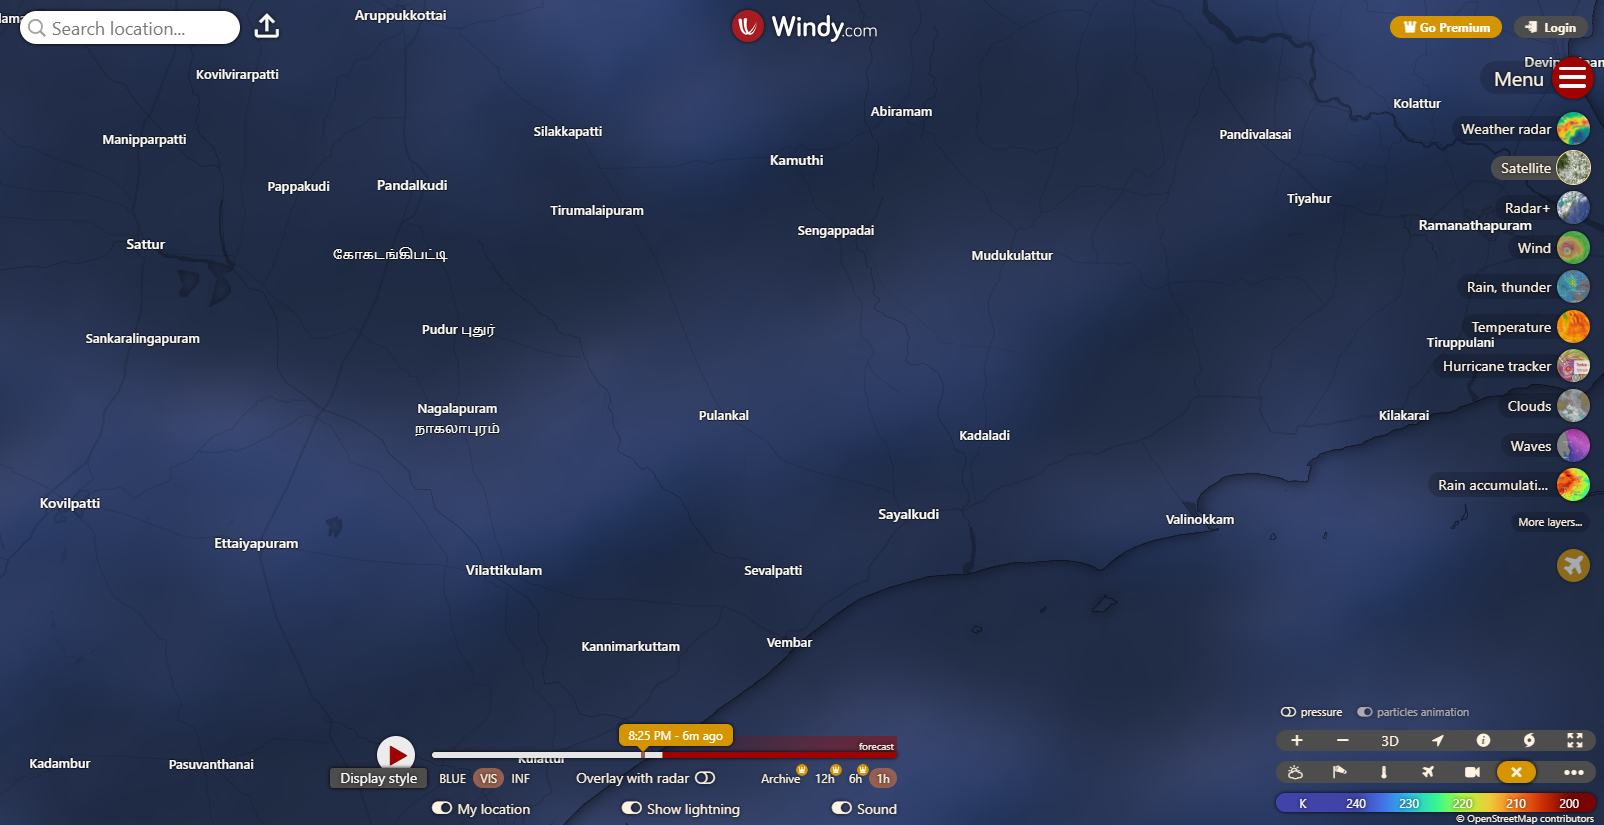 Search location...
Aruppukkottai
Windy.com
Go Premium
Login
Kovilvirarpatti
Menu
Kolattur
Abiramam
Silakkapatti
Pandivalasai
Weather radar
Manipparpatti
Kamuthi
Satellite
Pappakudi
Pandalkudi
Tiyahur
Radar+
Tirumalaipuram
Ramanathapuram
Sengappadai
Sattur
Wind
கோகடங்கிபட்டி
Mudukulattur
Rain, thunder
Pudur புதுர்
Temperature
Sankaralingapuram
Tiruppulani
Hurricane tracker
Nagalapuram
நாகலாபுரம்
Clouds
Pulankal
Kilakarai
Kadaladi
Waves
Rain accumulati...
Kovilpatti
Sayalkudi
Valinokkam
More layers...
Ettaiyapuram
Vilattikulam
Sevalpatti
Kannimarkuttam
Vembar
pressure
particles animation
8:25 PM - 6m ago
forecast
+ − 3D
Kadambur
Pasuvanthanai
Kulattur
Display style
BLUE VIS INF
Overlay with radar
Archive 12h 6h 1h
My location
Show lightning
Sound
K 240 230 220 210 200
© OpenStreetMap contributors